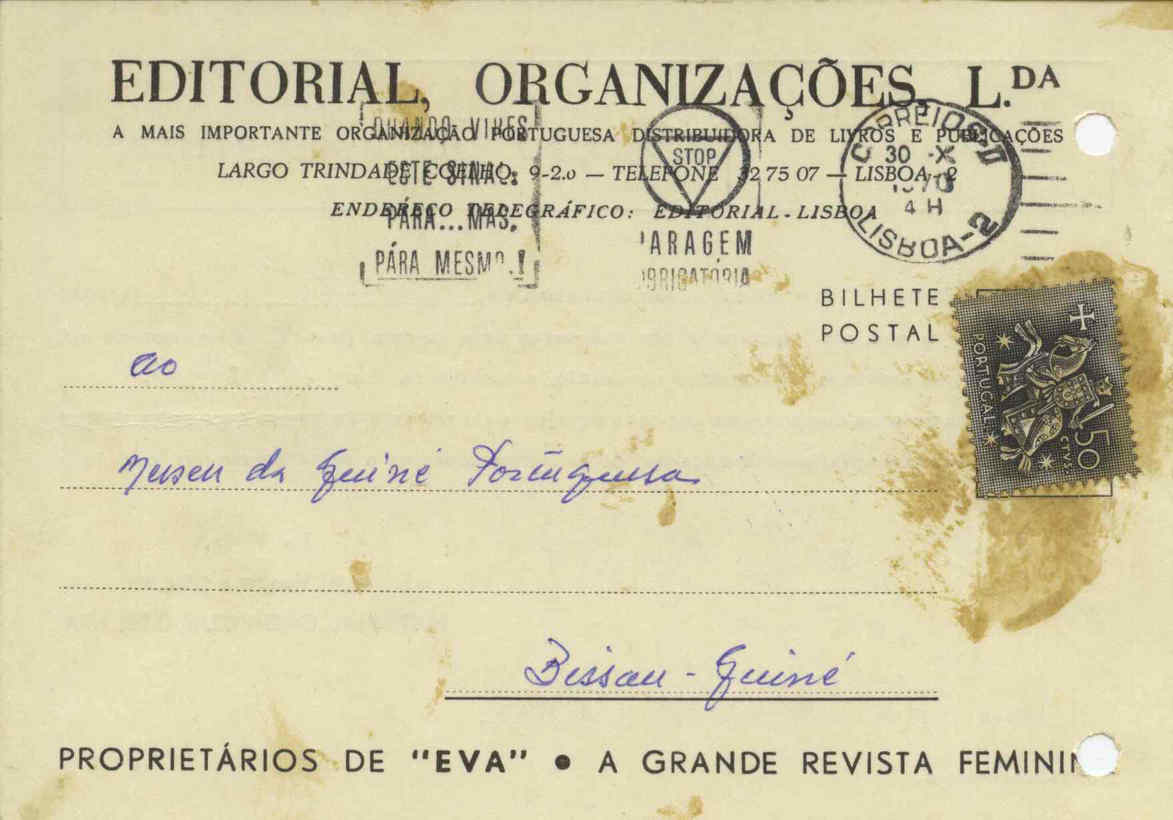 EDITORIAL, ORGANIZAÇÕES, L.DA
A MAIS IMPORTANTE ORGANIZAÇÃO PORTUGUESA DISTRIBUIDORA DE LIVROS E PUBLICAÇÕES
LARGO TRINDADE COELHO, 9-2.o — TELEFONE 32 75 07 — LISBOA-2
ENDEREÇO TELEGRÁFICO: EDITORIAL-LISBOA
QUANDO VIRES
ESTE SINAL:
PÁRA...MAS,
PÁRA MESMO!
STOP
PARAGEM
OBRIGATÓRIA
CORREIOS
30 X
1970
4 H
LISBOA-2
BILHETE
POSTAL
PORTUGAL
CTVS
50
ao
Museu da Guiné Portuguesa
Bissau - Guiné
PROPRIETÁRIOS DE "EVA" • A GRANDE REVISTA FEMININ